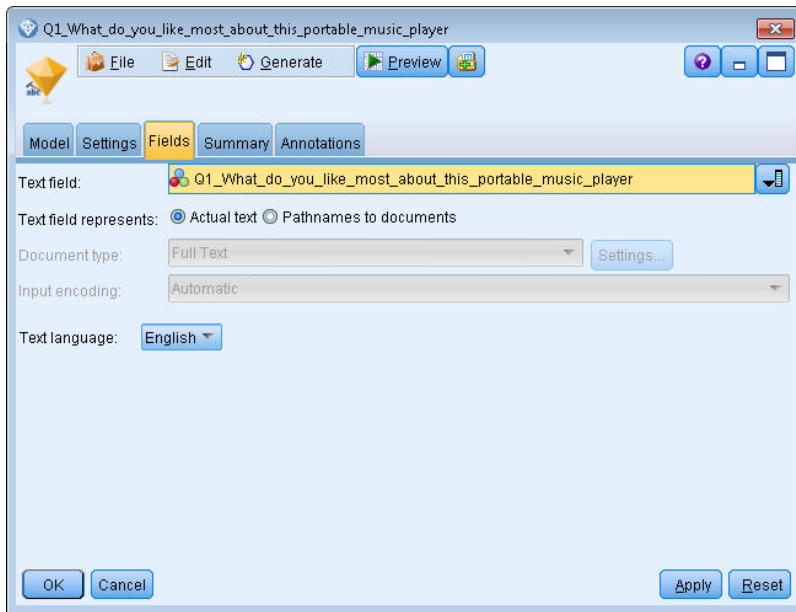 Q1_What_do_you_like_most_about_this_portable_music_player
File Edit Generate Preview
abc
Model Settings Fields Summary Annotations
Text field: Q1_What_do_you_like_most_about_this_portable_music_player
Text field represents: Actual text Pathnames to documents
Document type: Full Text Settings...
Input encoding: Automatic
Text language: English
OK Cancel Apply Reset